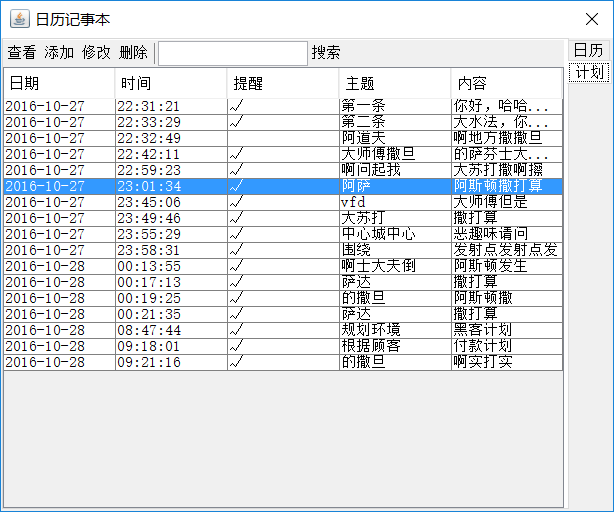 日历记事本
查看 添加 修改 删除 搜索 日历
计划
日期 时间 提醒 主题 内容
2016-10-27 22:31:21 ✓ 第一条 你好，哈哈...
2016-10-27 22:33:29 ✓ 第二条 大水法，你...
2016-10-27 22:32:49 阿道夫 啊地方撒撒旦
2016-10-27 22:42:11 ✓ 大师傅撒旦 的萨芬士大...
2016-10-27 22:59:23 ✓ 啊问起我 大苏打撒啊擦
2016-10-27 23:01:34 ✓ 阿萨 阿斯顿撒打算
2016-10-27 23:45:06 ✓ vfd 大师傅但是
2016-10-27 23:49:46 ✓ 大苏打 撒打算
2016-10-27 23:55:29 ✓ 中心城中心 恶趣味请问
2016-10-27 23:58:31 ✓ 围绕 发射点发射点发
2016-10-28 00:13:55 ✓ 啊士大夫倒 阿斯顿发生
2016-10-28 00:17:13 ✓ 萨达 撒打算
2016-10-28 00:19:25 ✓ 的撒旦 阿斯顿撒
2016-10-28 00:21:35 ✓ 萨达 撒打算
2016-10-28 08:47:44 ✓ 规划环境 黑客计划
2016-10-28 09:18:01 ✓ 根据顾客 付款计划
2016-10-28 09:21:16 ✓ 的撒旦 啊实打实